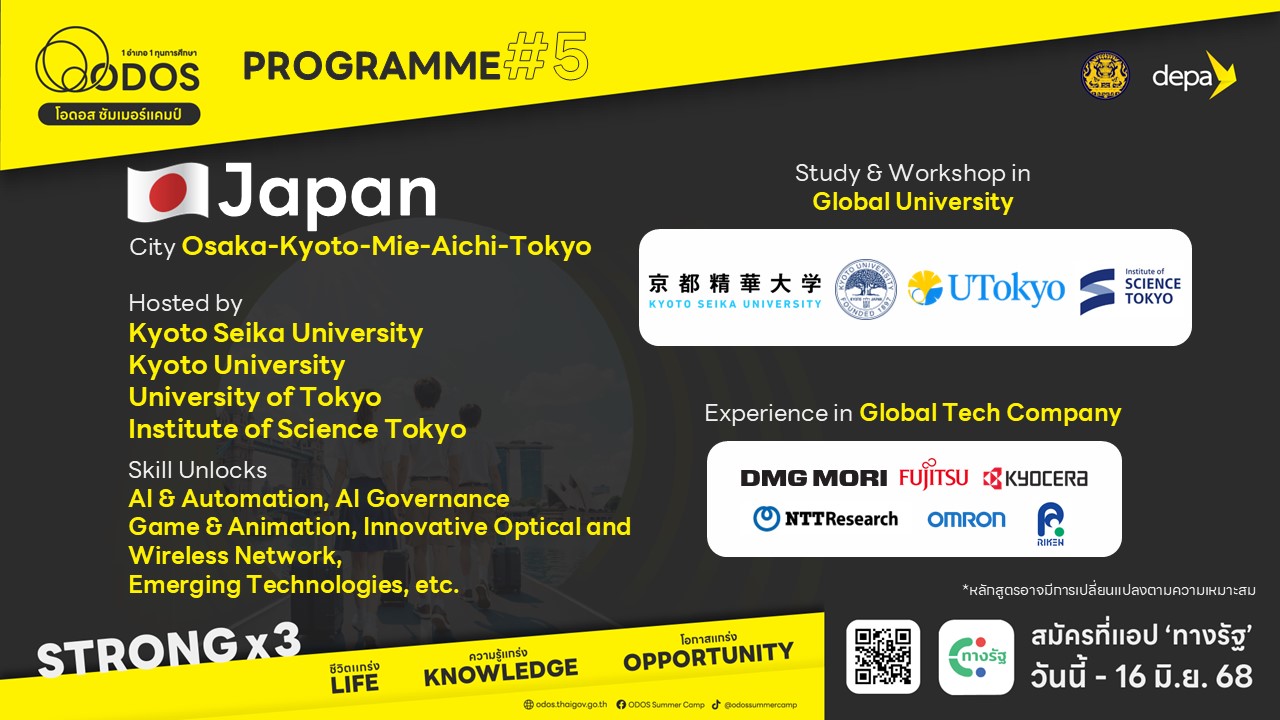 1 อำเภอ 1 ทุนการศึกษา
ODOS
โอดอส ซัมเมอร์แคมป์
PROGRAMME #5
depa
Japan
City Osaka-Kyoto-Mie-Aichi-Tokyo
Hosted by
Kyoto Seika University
Kyoto University
University of Tokyo
Institute of Science Tokyo
Skill Unlocks
AI & Automation, AI Governance
Game & Animation, Innovative Optical and
Wireless Network,
Emerging Technologies, etc.
Study & Workshop in
Global University
京都精華大学
KYOTO SEIKA UNIVERSITY
KYOTO UNIVERSITY
KYOTO CITY JAPAN
FOUNDED 1897
UTokyo
Institute of
SCIENCE
TOKYO
Experience in Global Tech Company
DMG MORI
FUJITSU
KYOCERA
NTT Research
OMRON
RIKEN
*หลักสูตรอาจมีการเปลี่ยนแปลงตามความเหมาะสม
STRONG x3
ชีวิตแกร่ง
LIFE
ความรู้แกร่ง
KNOWLEDGE
โอกาสแกร่ง
OPPORTUNITY
odos.thaigov.go.th
ODOS Summer Camp
@odossummercamp
ทางรัฐ
สมัครที่แอป ‘ทางรัฐ’
วันนี้ - 16 มิ.ย. 68